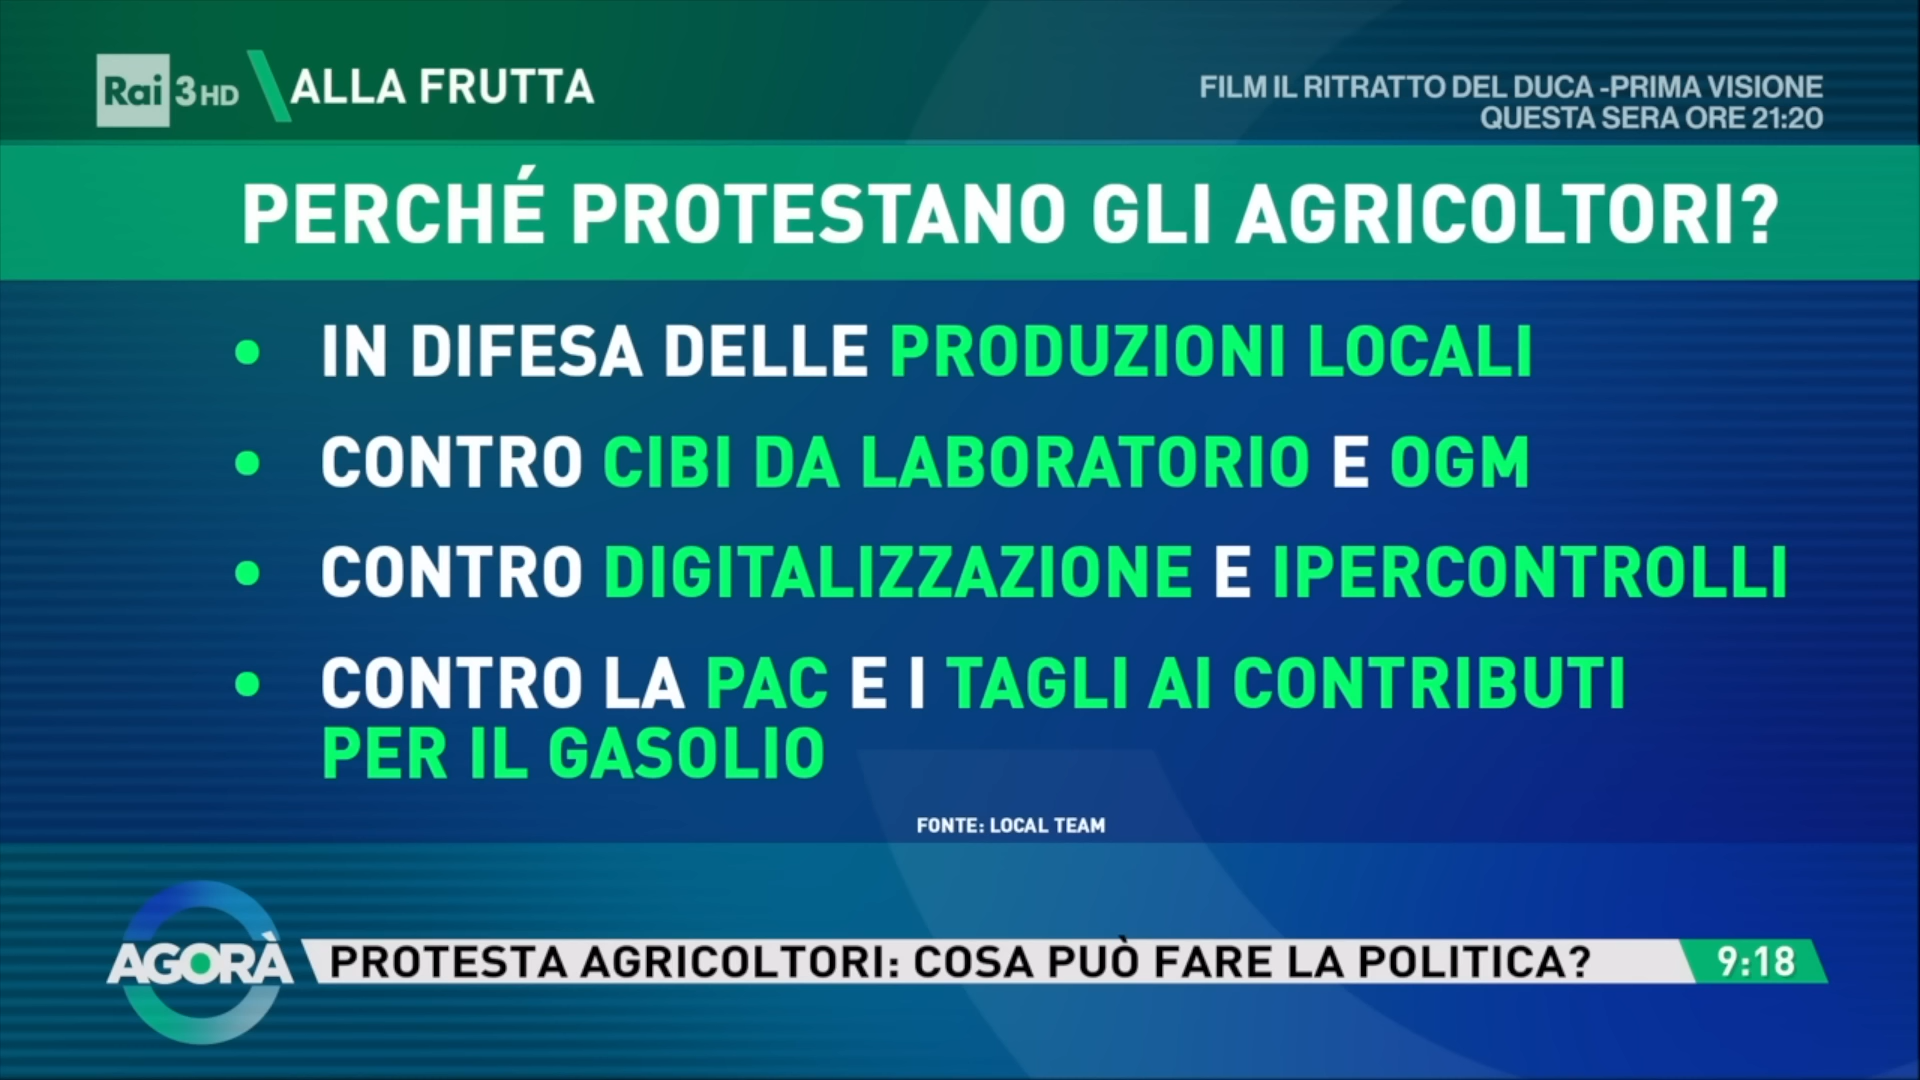 Rai 3HD
ALLA FRUTTA
FILM IL RITRATTO DEL DUCA -PRIMA VISIONE
QUESTA SERA ORE 21:20
PERCHÉ PROTESTANO GLI AGRICOLTORI?
• IN DIFESA DELLE PRODUZIONI LOCALI
• CONTRO CIBI DA LABORATORIO E OGM
• CONTRO DIGITALIZZAZIONE E IPERCONTROLLI
• CONTRO LA PAC E I TAGLI AI CONTRIBUTI
PER IL GASOLIO
FONTE: LOCAL TEAM
AGORÀ
PROTESTA AGRICOLTORI: COSA PUÒ FARE LA POLITICA?
9:18